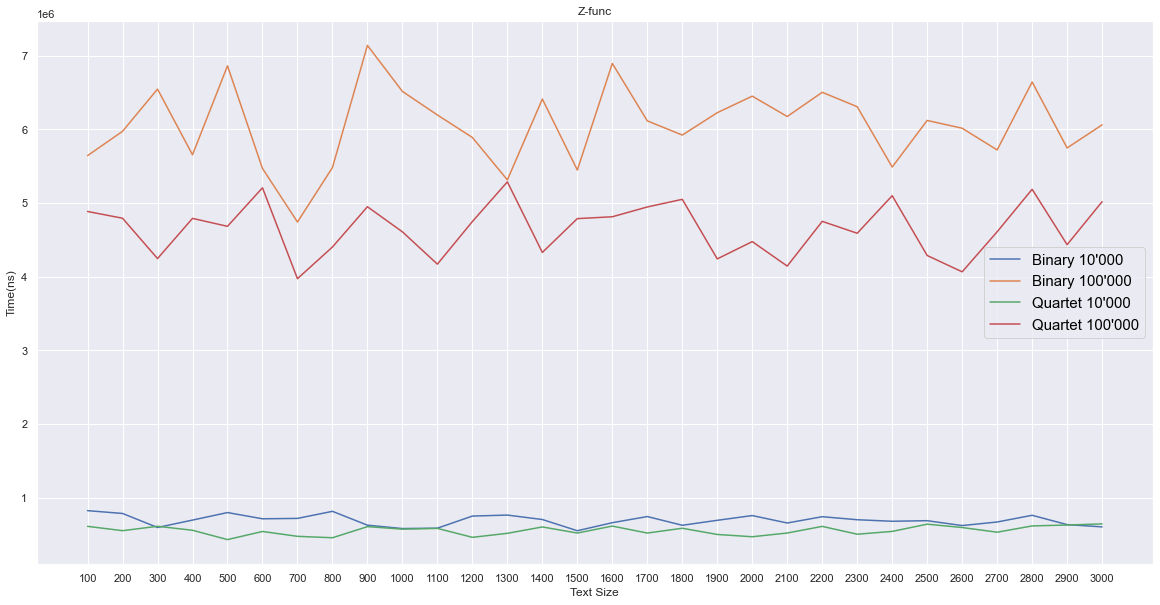 Z-func
1e6
7
6
5
4
3
2
1
Time(ns)
Binary 10'000
Binary 100'000
Quartet 10'000
Quartet 100'000
100 200 300 400 500 600 700 800 900 1000 1100 1200 1300 1400 1500 1600 1700 1800 1900 2000 2100 2200 2300 2400 2500 2600 2700 2800 2900 3000
Text Size